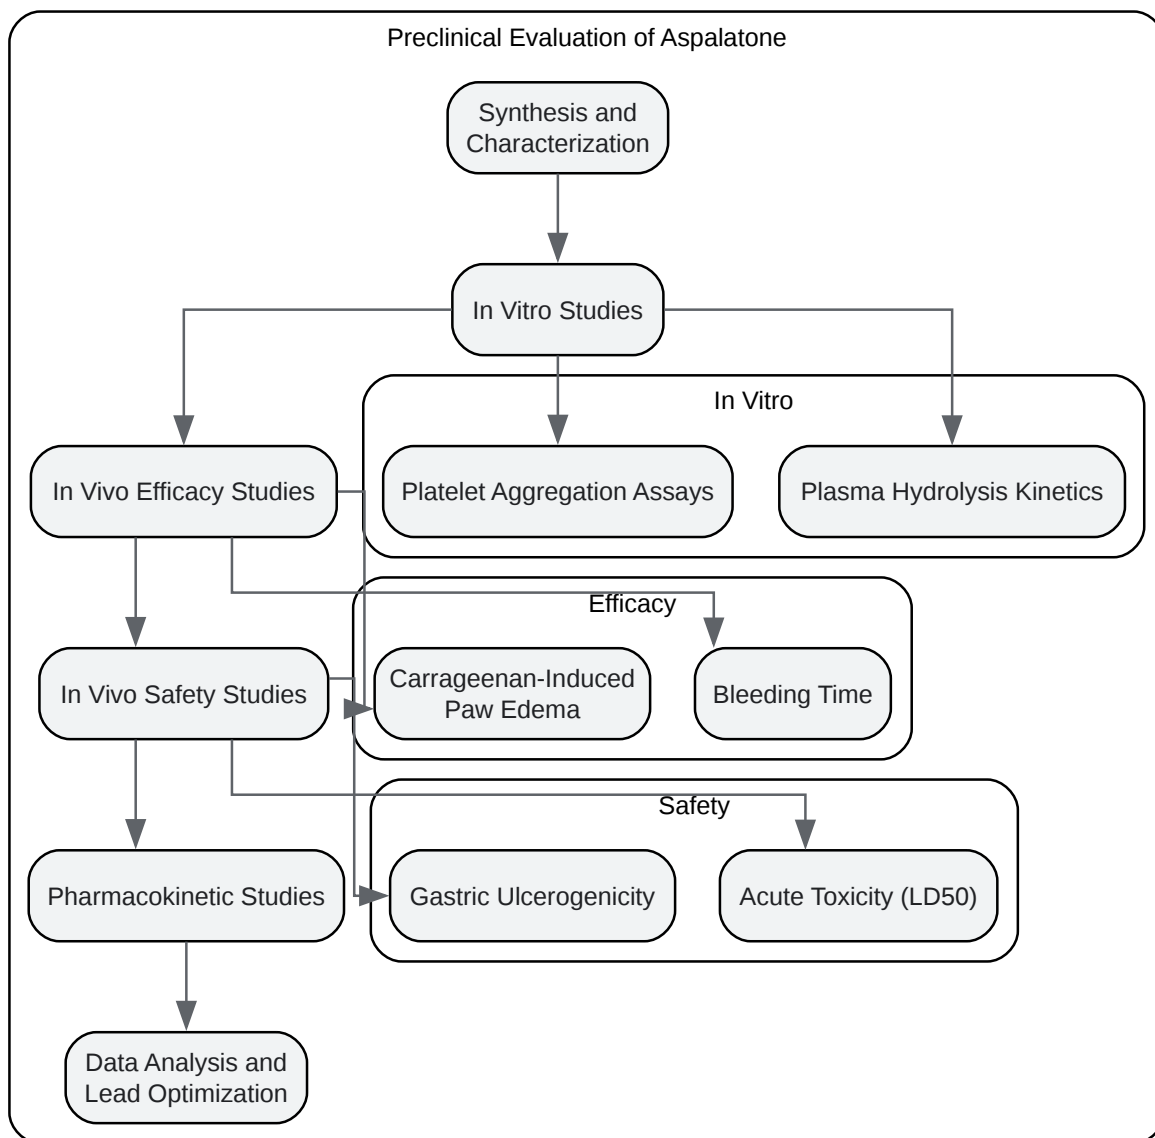 Preclinical Evaluation of Aspalatone
Synthesis and
Characterization
In Vitro Studies
In Vitro
In Vivo Efficacy Studies
Platelet Aggregation Assays
Plasma Hydrolysis Kinetics
Efficacy
In Vivo Safety Studies
Carrageenan-Induced
Paw Edema
Bleeding Time
Safety
Pharmacokinetic Studies
Gastric Ulcerogenicity
Acute Toxicity (LD50)
Data Analysis and
Lead Optimization